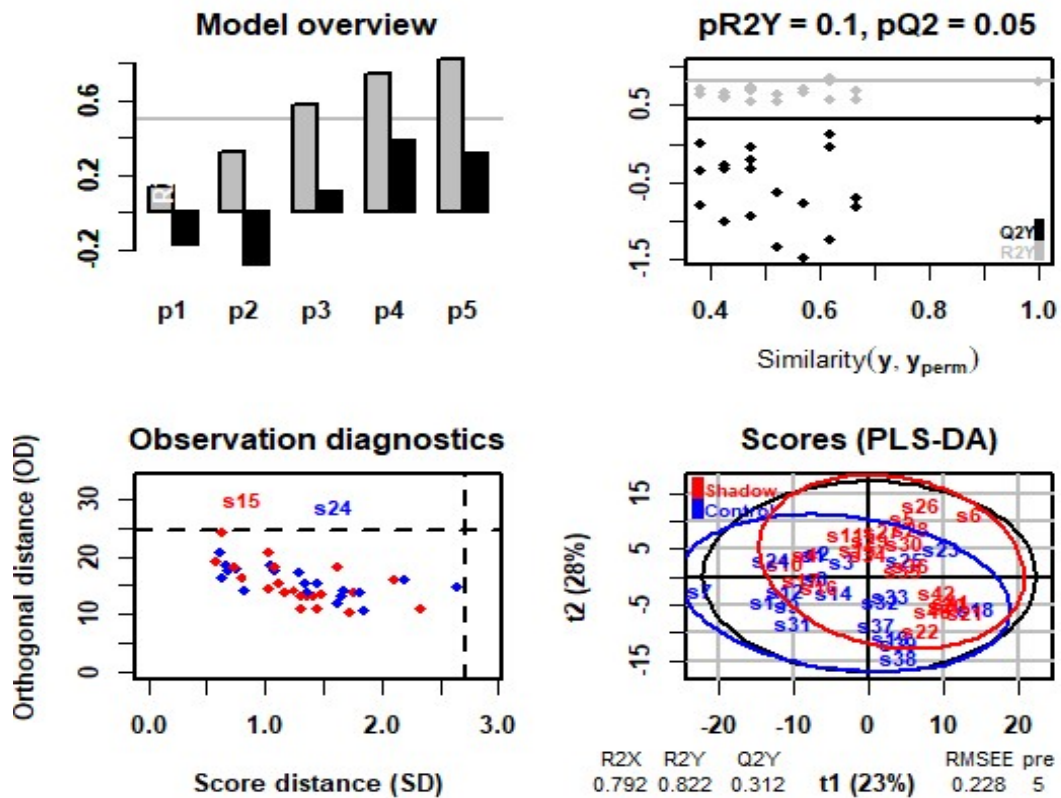 Model overview
0.6
0.2
-0.2
p1 p2 p3 p4 p5
pR2Y = 0.1, pQ2 = 0.05
0.5
-0.5
-1.5
Q2Y
R2Y
0.4 0.6 0.8 1.0
Similarity(y, yperm)
Observation diagnostics
Orthogonal distance (OD)
30
20
10
0
s15
s24
0.0 1.0 2.0 3.0
Score distance (SD)
Scores (PLS-DA)
t2 (28%)
15
5
-5
-15
Shadow
Control
s26
s6
s5
s30
s23
s24
s3
s25
s7
s16
s14
s33
s32
s42
s18
s21
s31
s37
s22
s38
-20 -10 0 10 20
R2X R2Y Q2Y RMSEE pre
0.792 0.822 0.312 t1 (23%) 0.228 5